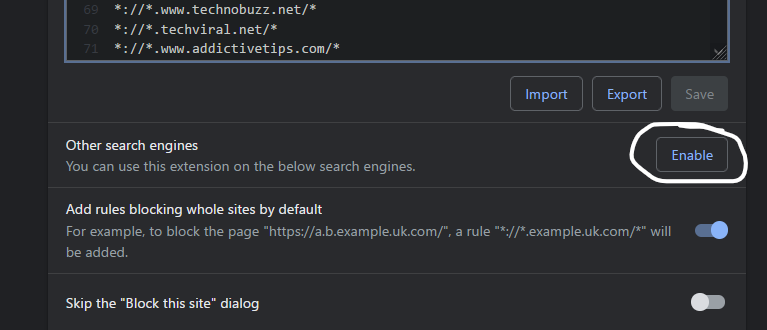 69 *://*.www.technobuzz.net/*
70 *://*.techviral.net/*
71 *://*.www.addictivetips.com/*
Import Export Save
Other search engines
You can use this extension on the below search engines.
Enable
Add rules blocking whole sites by default
For example, to block the page "https://a.b.example.uk.com/", a rule "*://*.example.uk.com/*" will
be added.
Skip the "Block this site" dialog